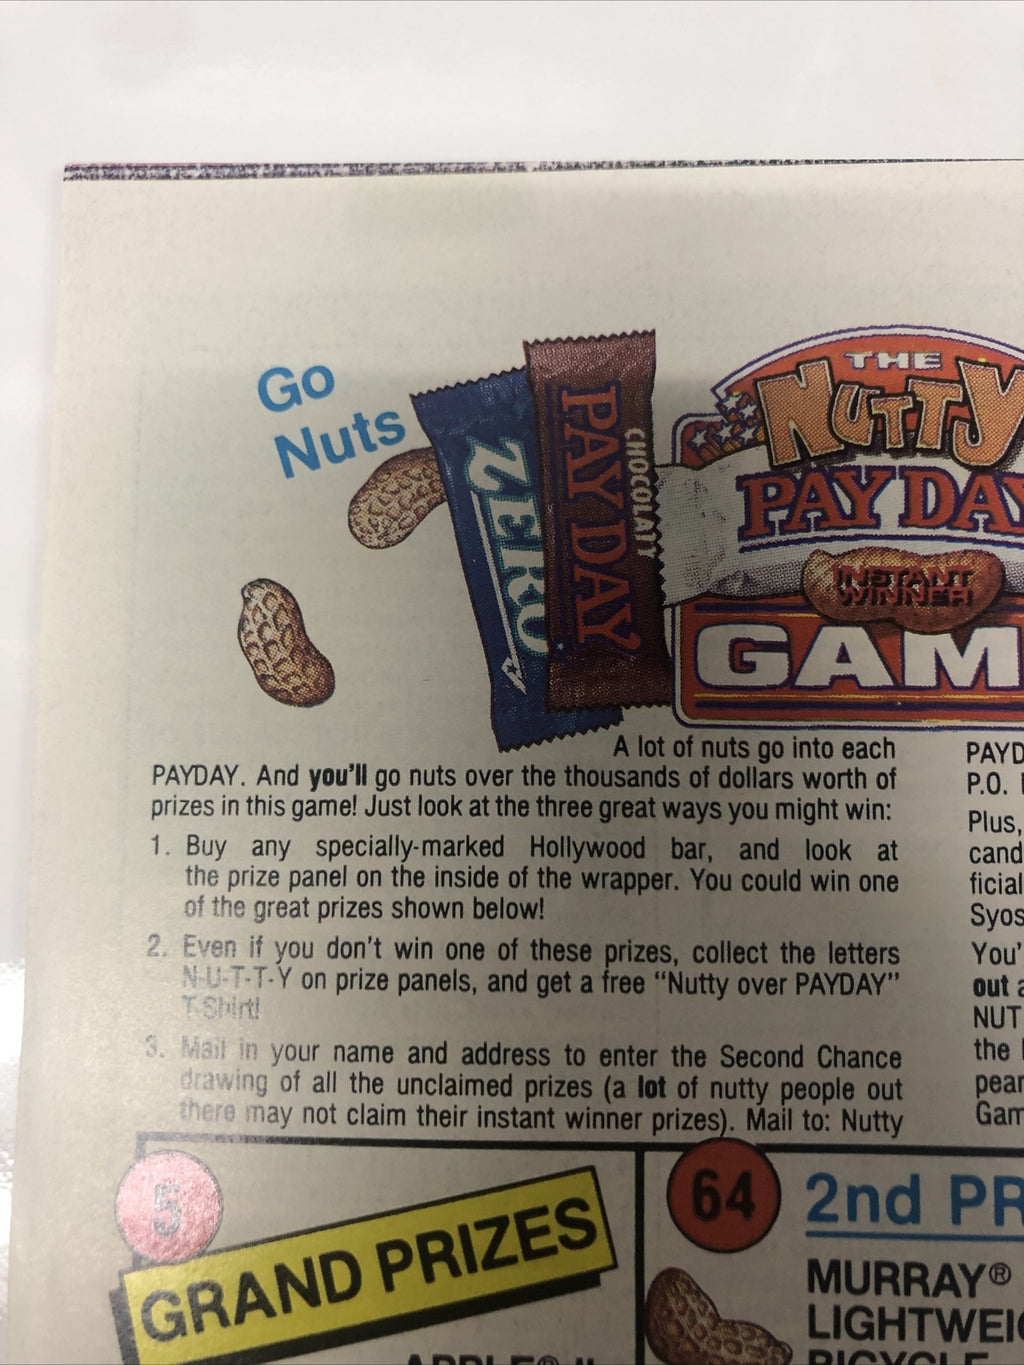 Go
Nuts
ZERO
CHOCOLATY
PAYDAY
THE
NUTTY
PAY DAY
INSTANT
WINNER
GAM
A lot of nuts go into each
PAYDAY. And you'll go nuts over the thousands of dollars worth of
prizes in this game! Just look at the three great ways you might win:
1. Buy any specially-marked Hollywood bar, and look at
the prize panel on the inside of the wrapper. You could win one
of the great prizes shown below!
2. Even if you don't win one of these prizes, collect the letters
N-U-T-T-Y on prize panels, and get a free “Nutty over PAYDAY”
T-Shirt!
3. Mail in your name and address to enter the Second Chance
drawing of all the unclaimed prizes (a lot of nutty people out
there may not claim their instant winner prizes). Mail to: Nutty
PAYD
P.O.
Plus,
cand
ficial
Syos
You'
out a
NUT
the
pear
Gam
5
GRAND PRIZES
APPLE® II
64
2nd PR
MURRAY®
LIGHTWEIG
BICYCLE